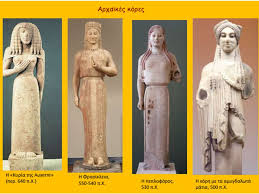 Αρχαϊκές κόρες
Η «Κυρία της Auxerre»
(περ. 640 π.Χ.)
Η Φρασίκλεια,
550-540 π.Χ.
Η πεπλοφόρος,
530 π.Χ.
Η κόρη με τα αμυγδαλωτά
μάτια, 500 π.Χ.